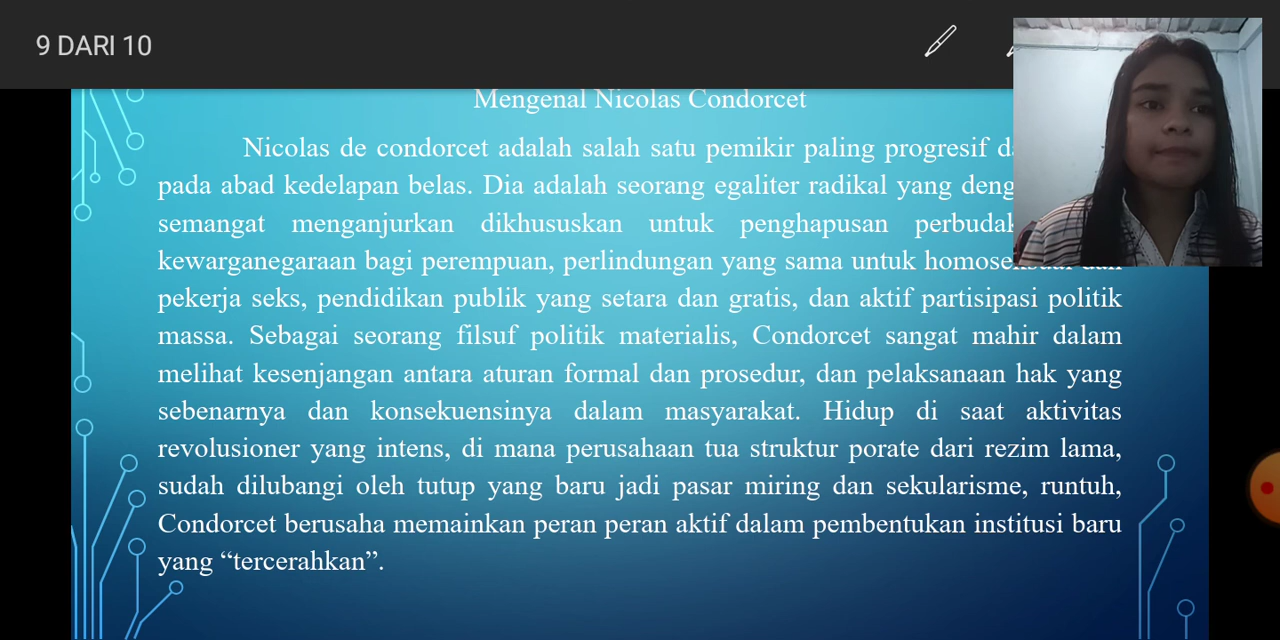 9 DARI 10
Mengenal Nicolas Condorcet
Nicolas de condorcet adalah salah satu pemikir paling progresif
pada abad kedelapan belas. Dia adalah seorang egaliter radikal yang
semangat menganjurkan dikhususkan untuk penghapusan
kewarganegaraan bagi perempuan, perlindungan yang sama untuk
pekerja seks, pendidikan publik yang setara dan gratis, dan aktif partisipasi politik
massa. Sebagai seorang filsuf politik materialis, Condorcet sangat mahir dalam
melihat kesenjangan antara aturan formal dan prosedur, dan pelaksanaan hak yang
sebenarnya dan konsekuensinya dalam masyarakat. Hidup di saat aktivitas
revolusioner yang intens, di mana perusahaan tua struktur porate dari rezim lama,
sudah dilubangi oleh tutup yang baru jadi pasar miring dan sekularisme, runtuh,
Condorcet berusaha memainkan peran peran aktif dalam pembentukan institusi baru
yang “tercerahkan”.